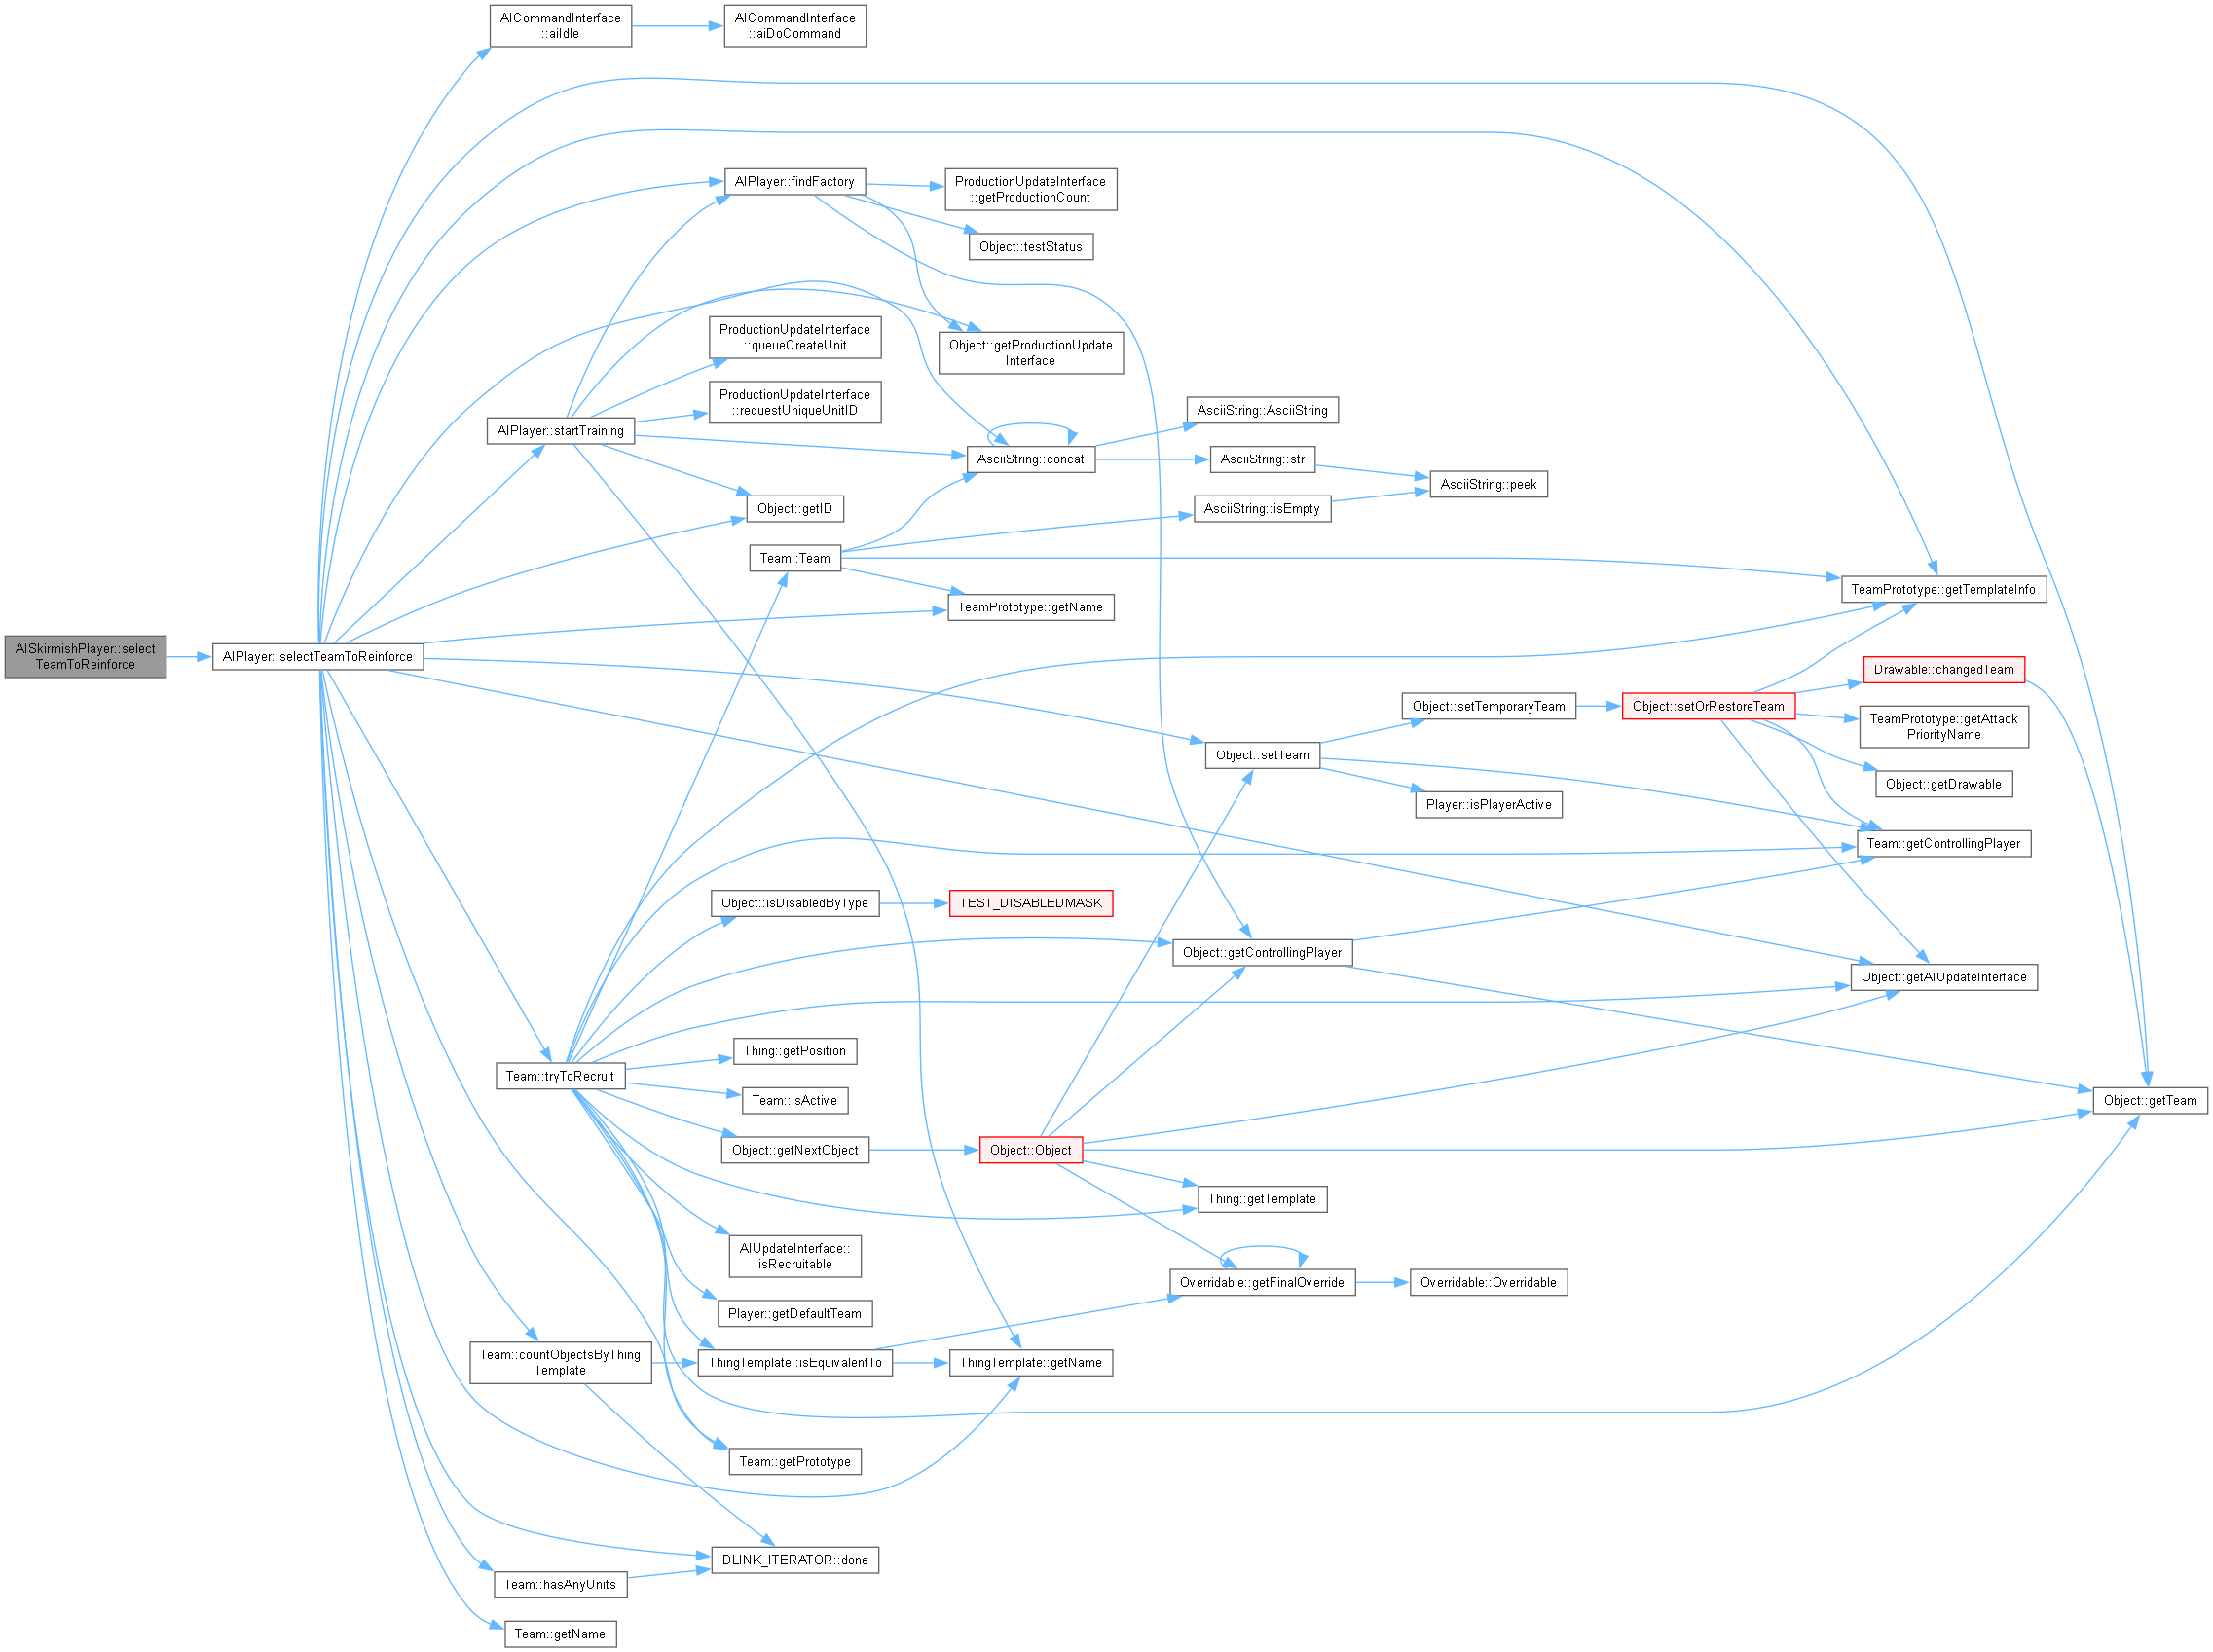 AICommandInterface
::aiIdle
AICommandInterface
::aiDoCommand
AIPlayer::findFactory
ProductionUpdateInterface
::getProductionCount
Object::testStatus
ProductionUpdateInterface
::queueCreateUnit
Object::getProductionUpdate
Interface
ProductionUpdateInterface
::requestUniqueUnitID
AIPlayer::startTraining
AsciiString::AsciiString
AsciiString::concat
AsciiString::str
AsciiString::peek
Object::getID
AsciiString::isEmpty
Team::Team
TeamPrototype::getTemplateInfo
TeamPrototype::getName
AISkirmishPlayer::select
TeamToReinforce
AIPlayer::selectTeamToReinforce
Drawable::changedTeam
Object::setTemporaryTeam
Object::setOrRestoreTeam
TeamPrototype::getAttack
PriorityName
Object::setTeam
Object::getDrawable
Player::isPlayerActive
Team::getControllingPlayer
Object::isDisabledByType
TEST_DISABLEDMASK
Object::getControllingPlayer
Object::getAIUpdateInterface
Thing::getPosition
Team::tryToRecruit
Team::isActive
Object::getTeam
Object::getNextObject
Object::Object
Thing::getTemplate
AIUpdateInterface::
isRecruitable
Overridable::getFinalOverride
Overridable::Overridable
Player::getDefaultTeam
Team::countObjectsByThing
Template
ThingTemplate::isEquivalentTo
ThingTemplate::getName
Team::getPrototype
DLINK_ITERATOR::done
Team::hasAnyUnits
Team::getName